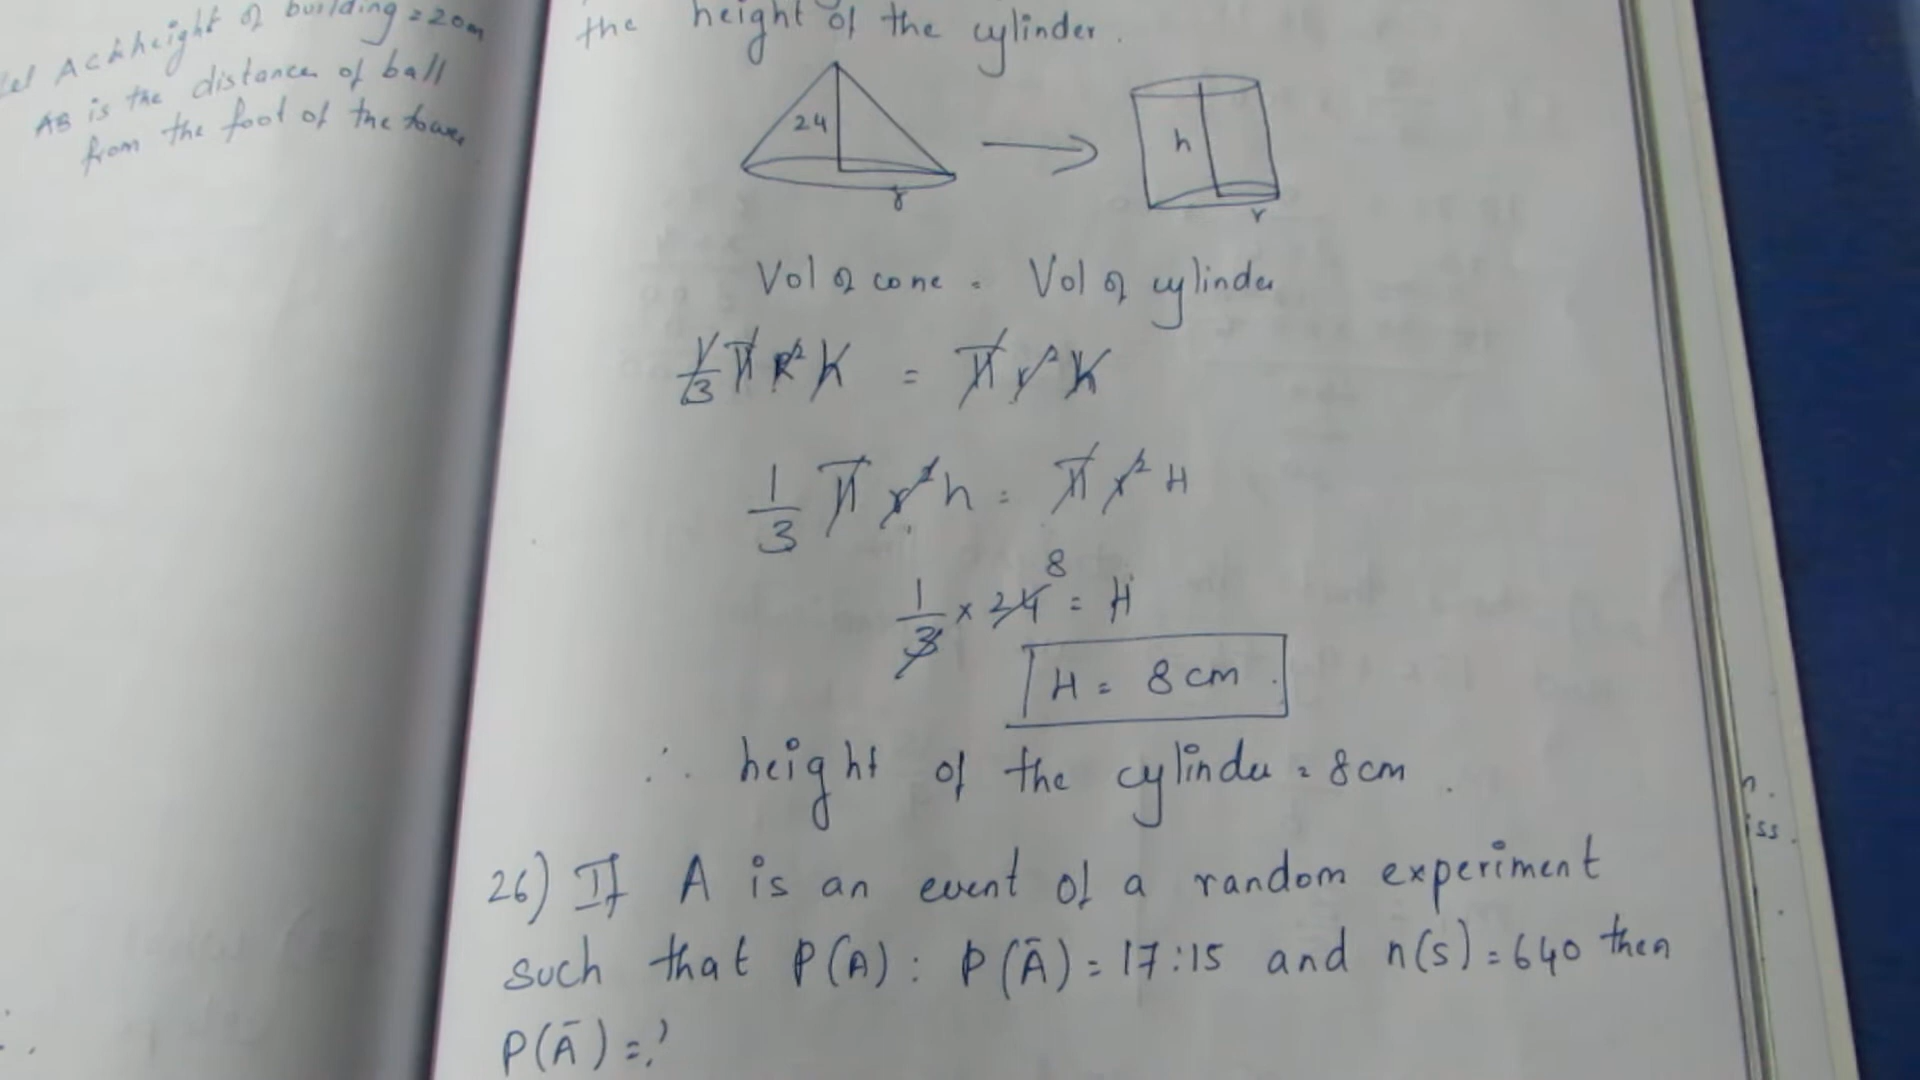 Let AC is height of building = 20m
AB is the distance of ball
from the foot of the tower
the height of the cylinder.
24
r
h
r
Vol of cone = Vol of cylinder
1/3 π r² h = π r² h
1/3 π r² h = π r² H
8
1/3 × 24 = H
H = 8 cm.
∴ height of the cylinder = 8 cm.
26) If A is an event of a random experiment
such that P(A) : P(Ā) = 17:15 and n(s) = 640 then
P(Ā) = ?
n.
iss.